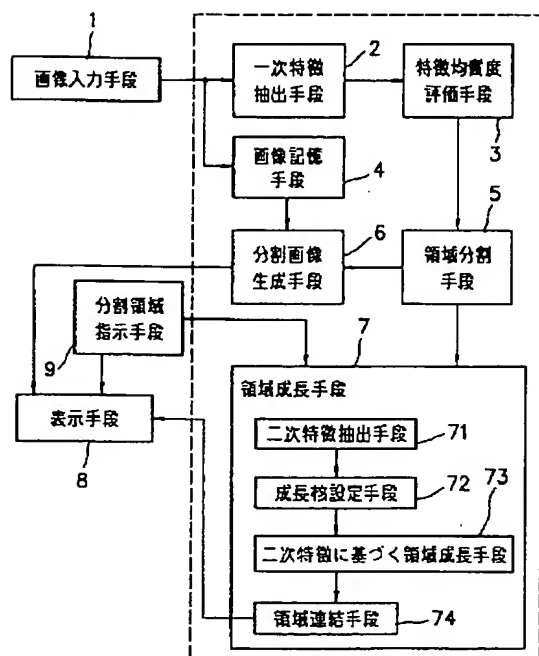 1
画像入力手段
2
一次特徴
抽出手段
特徴均質度
評価手段
3
画像記憶
手段
4
5
6
分割画像
生成手段
領域分割
手段
分割領域
指示手段
9
7
表示手段
8
領域成長手段
二次特徴抽出手段
71
成長核設定手段
72
73
二次特徴に基づく領域成長手段
領域連結手段
74